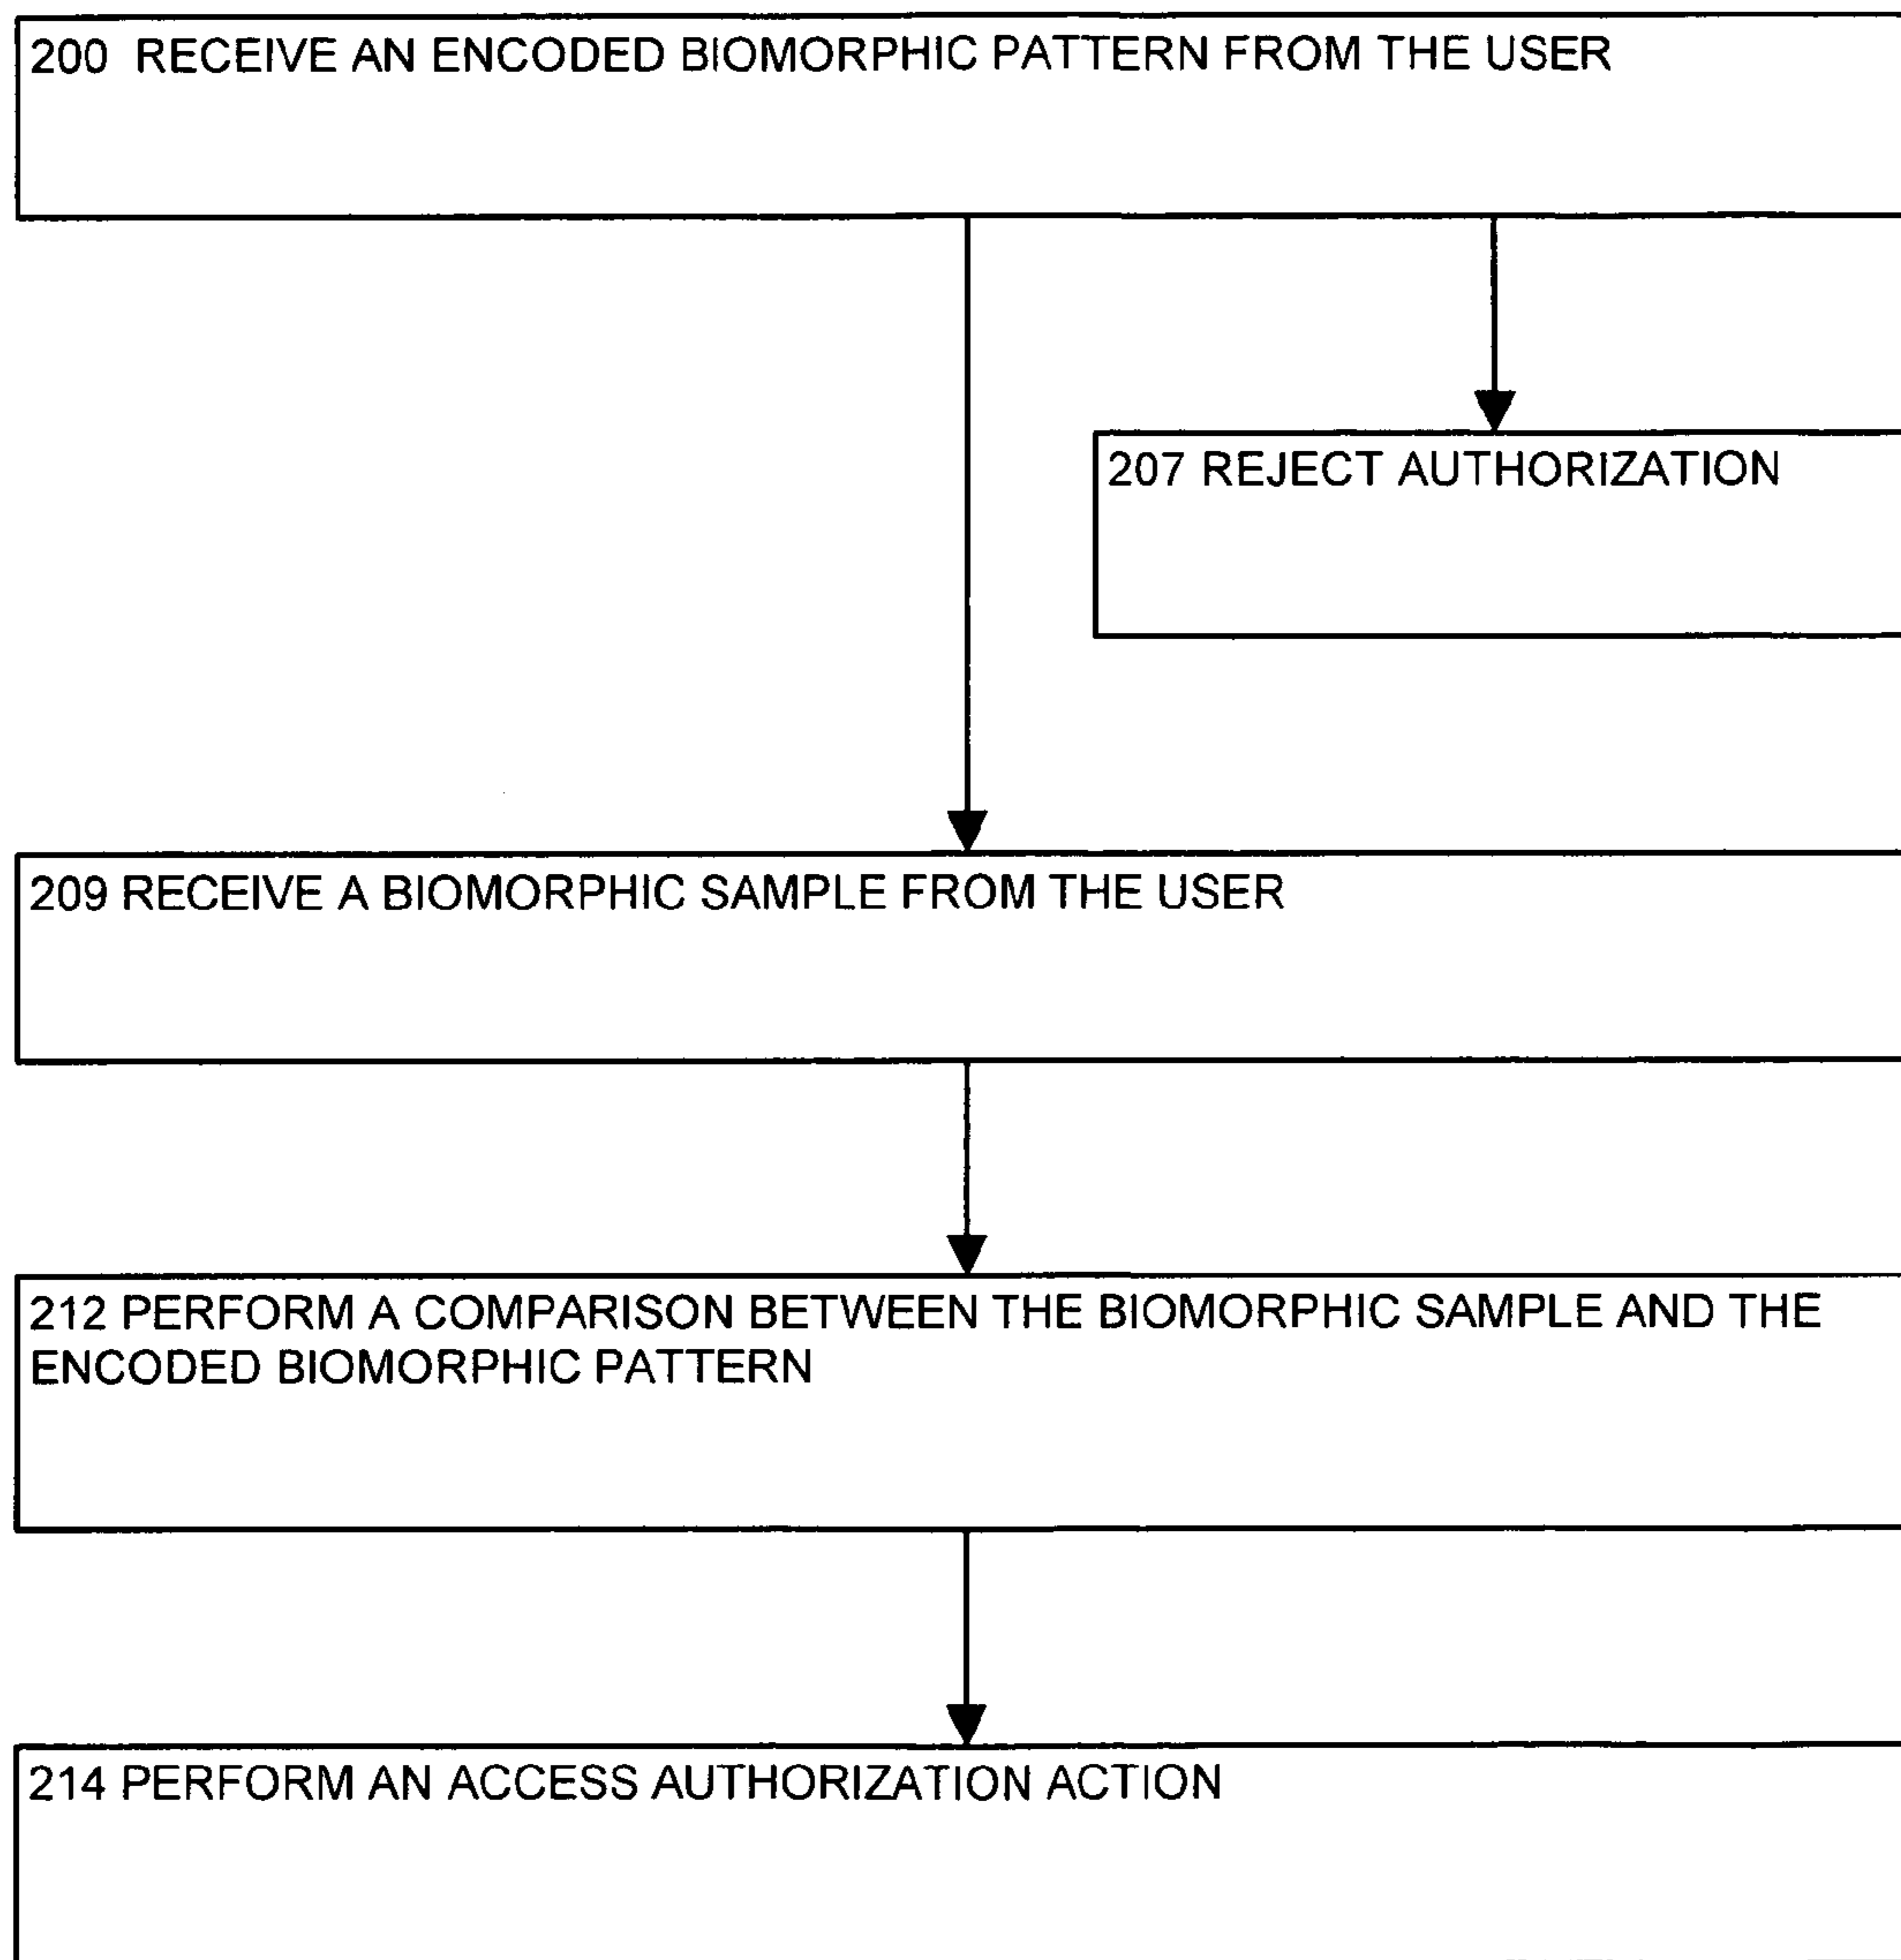 200 RECEIVE AN ENCODED BIOMORPHIC PATTERN FROM THE USER
207 REJECT AUTHORIZATION
209 RECEIVE A BIOMORPHIC SAMPLE FROM THE USER
212 PERFORM A COMPARISON BETWEEN THE BIOMORPHIC SAMPLE AND THE
ENCODED BIOMORPHIC PATTERN
214 PERFORM AN ACCESS AUTHORIZATION ACTION